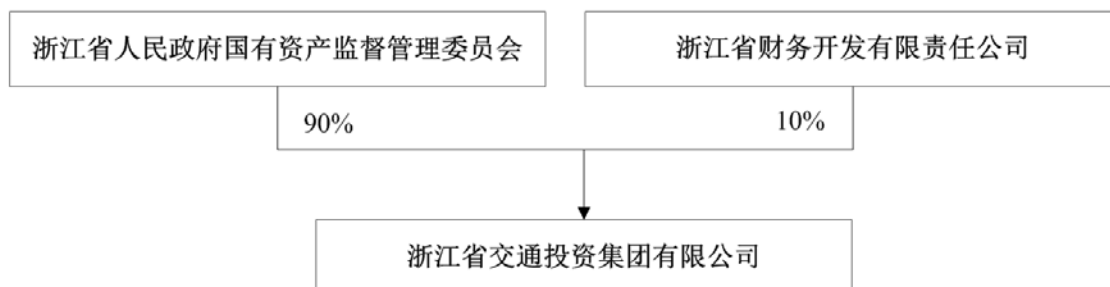 浙江省人民政府国有资产监督管理委员会
浙江省财务开发有限责任公司
90%
10%
浙江省交通投资集团有限公司